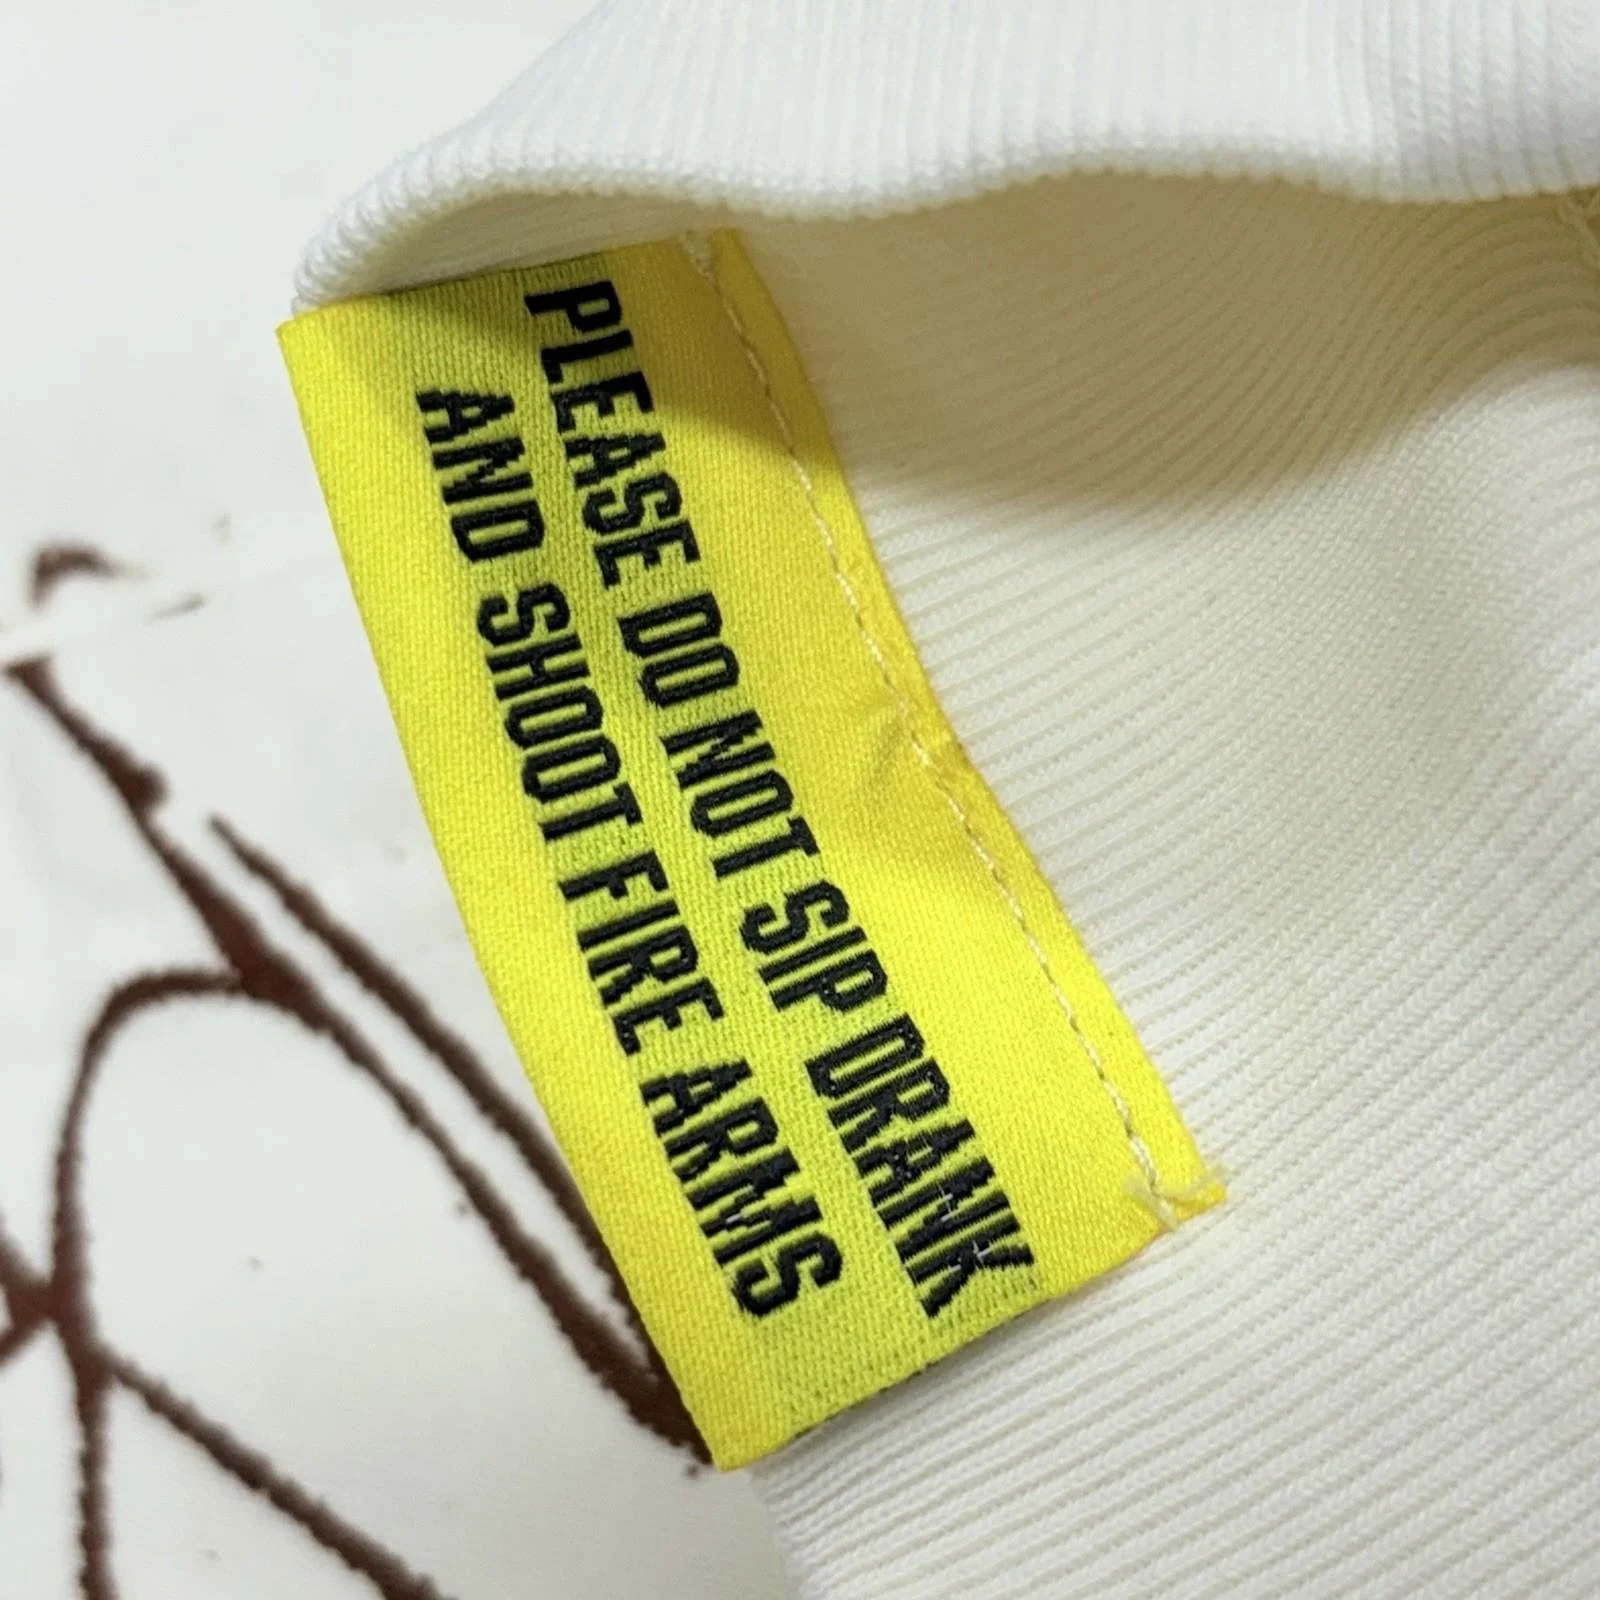 PLEASE DO NOT SIP DRANK
AND SHOOT FIRE ARMS